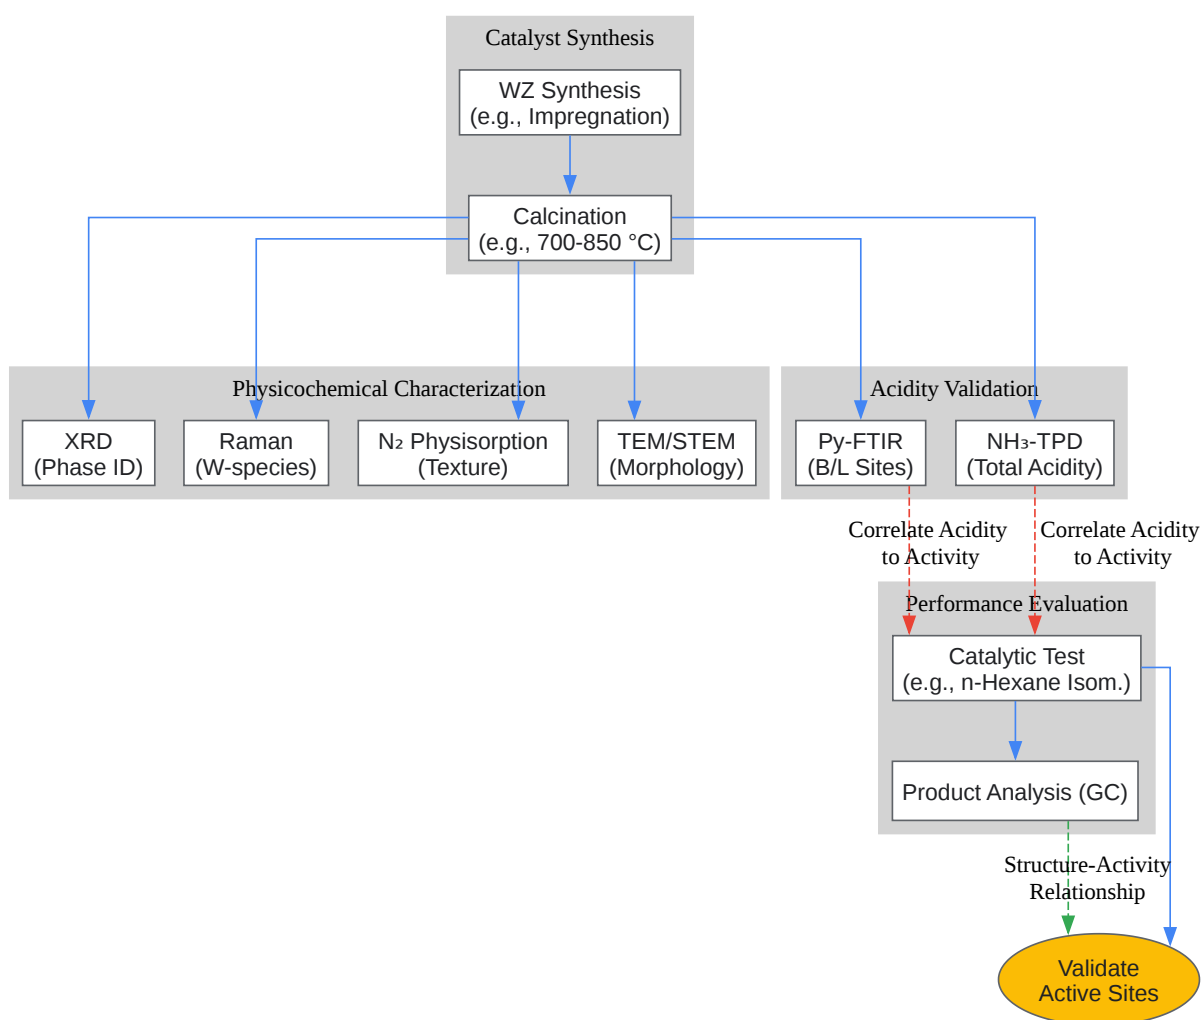 Catalyst Synthesis
WZ Synthesis
(e.g., Impregnation)
Calcination
(e.g., 700-850 °C)
Physicochemical Characterization
XRD
(Phase ID)
Raman
(W-species)
N₂ Physisorption
(Texture)
TEM/STEM
(Morphology)
Acidity Validation
Py-FTIR
(B/L Sites)
NH₃-TPD
(Total Acidity)
Correlate Acidity
to Activity
Correlate Acidity
to Activity
Performance Evaluation
Catalytic Test
(e.g., n-Hexane Isom.)
Product Analysis (GC)
Structure-Activity
Relationship
Validate
Active Sites